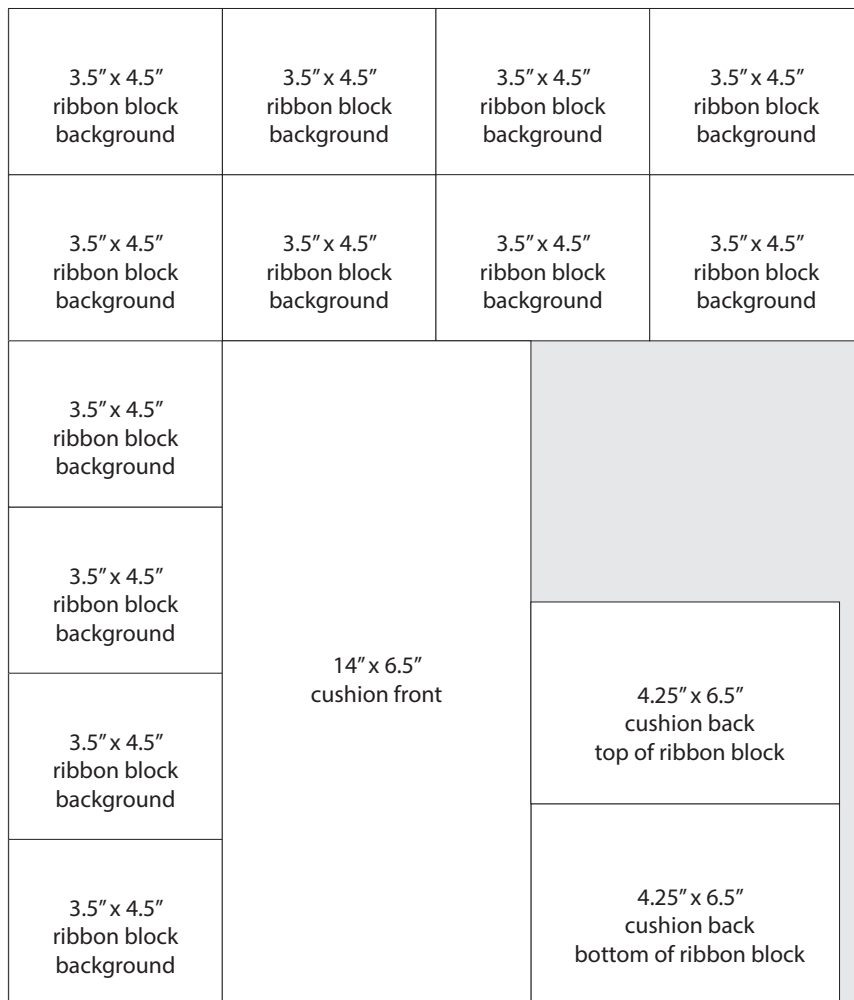 3.5” x 4.5”
ribbon block
background
3.5” x 4.5”
ribbon block
background
3.5” x 4.5”
ribbon block
background
3.5” x 4.5”
ribbon block
background
3.5” x 4.5”
ribbon block
background
3.5” x 4.5”
ribbon block
background
3.5” x 4.5”
ribbon block
background
3.5” x 4.5”
ribbon block
background
3.5” x 4.5”
ribbon block
background
3.5” x 4.5”
ribbon block
background
3.5” x 4.5”
ribbon block
background
3.5” x 4.5”
ribbon block
background
14” x 6.5”
cushion front
4.25” x 6.5”
cushion back
top of ribbon block
4.25” x 6.5”
cushion back
bottom of ribbon block